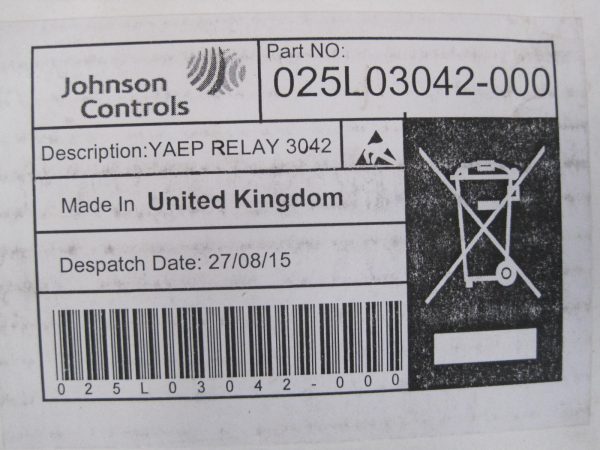 Johnson
Controls
Part NO:
025L03042-000
Description:YAEP RELAY 3042
Made In United Kingdom
Despatch Date: 27/08/15
025L03042-000